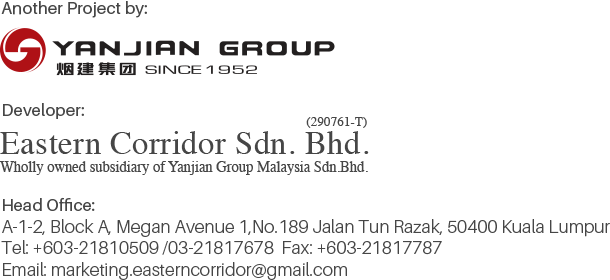 Another Project by:
YANJIAN GROUP
烟建集团 SINCE 1952
Developer:
(290761-T)
Eastern Corridor Sdn. Bhd.
Wholly owned subsidiary of Yanjian Group Malaysia Sdn.Bhd.
Head Office:
A-1-2, Block A, Megan Avenue 1,No.189 Jalan Tun Razak, 50400 Kuala Lumpur
Tel: +603-21810509 /03-21817678 Fax: +603-21817787
Email: marketing.easterncorridor@gmail.com